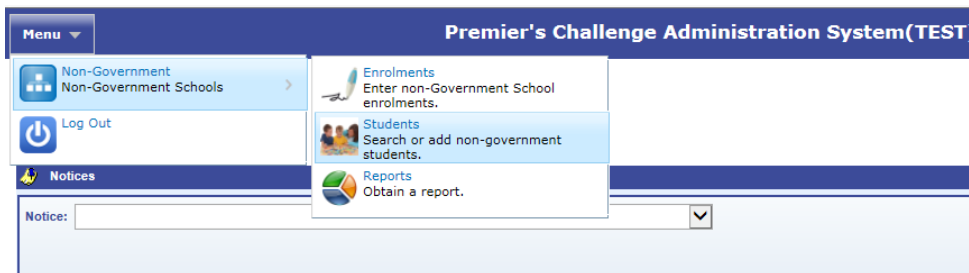 Menu
Premier's Challenge Administration System(TEST)
Non-Government
Non-Government Schools
Log Out
Enrolments
Enter non-Government School
enrolments.
Students
Search or add non-government
students.
Reports
Obtain a report.
Notices
Notice: